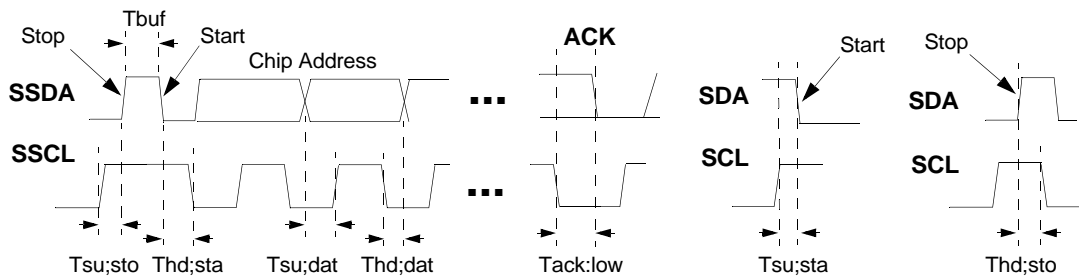 Tbuf
Stop
Start
ACK
Chip Address
Start
Stop
SSDA
...
SDA
SDA
SSCL
...
SCL
SCL
Tsu;sto
Thd;sta
Tsu;dat
Thd;dat
Tack:low
Tsu;sta
Thd;sto